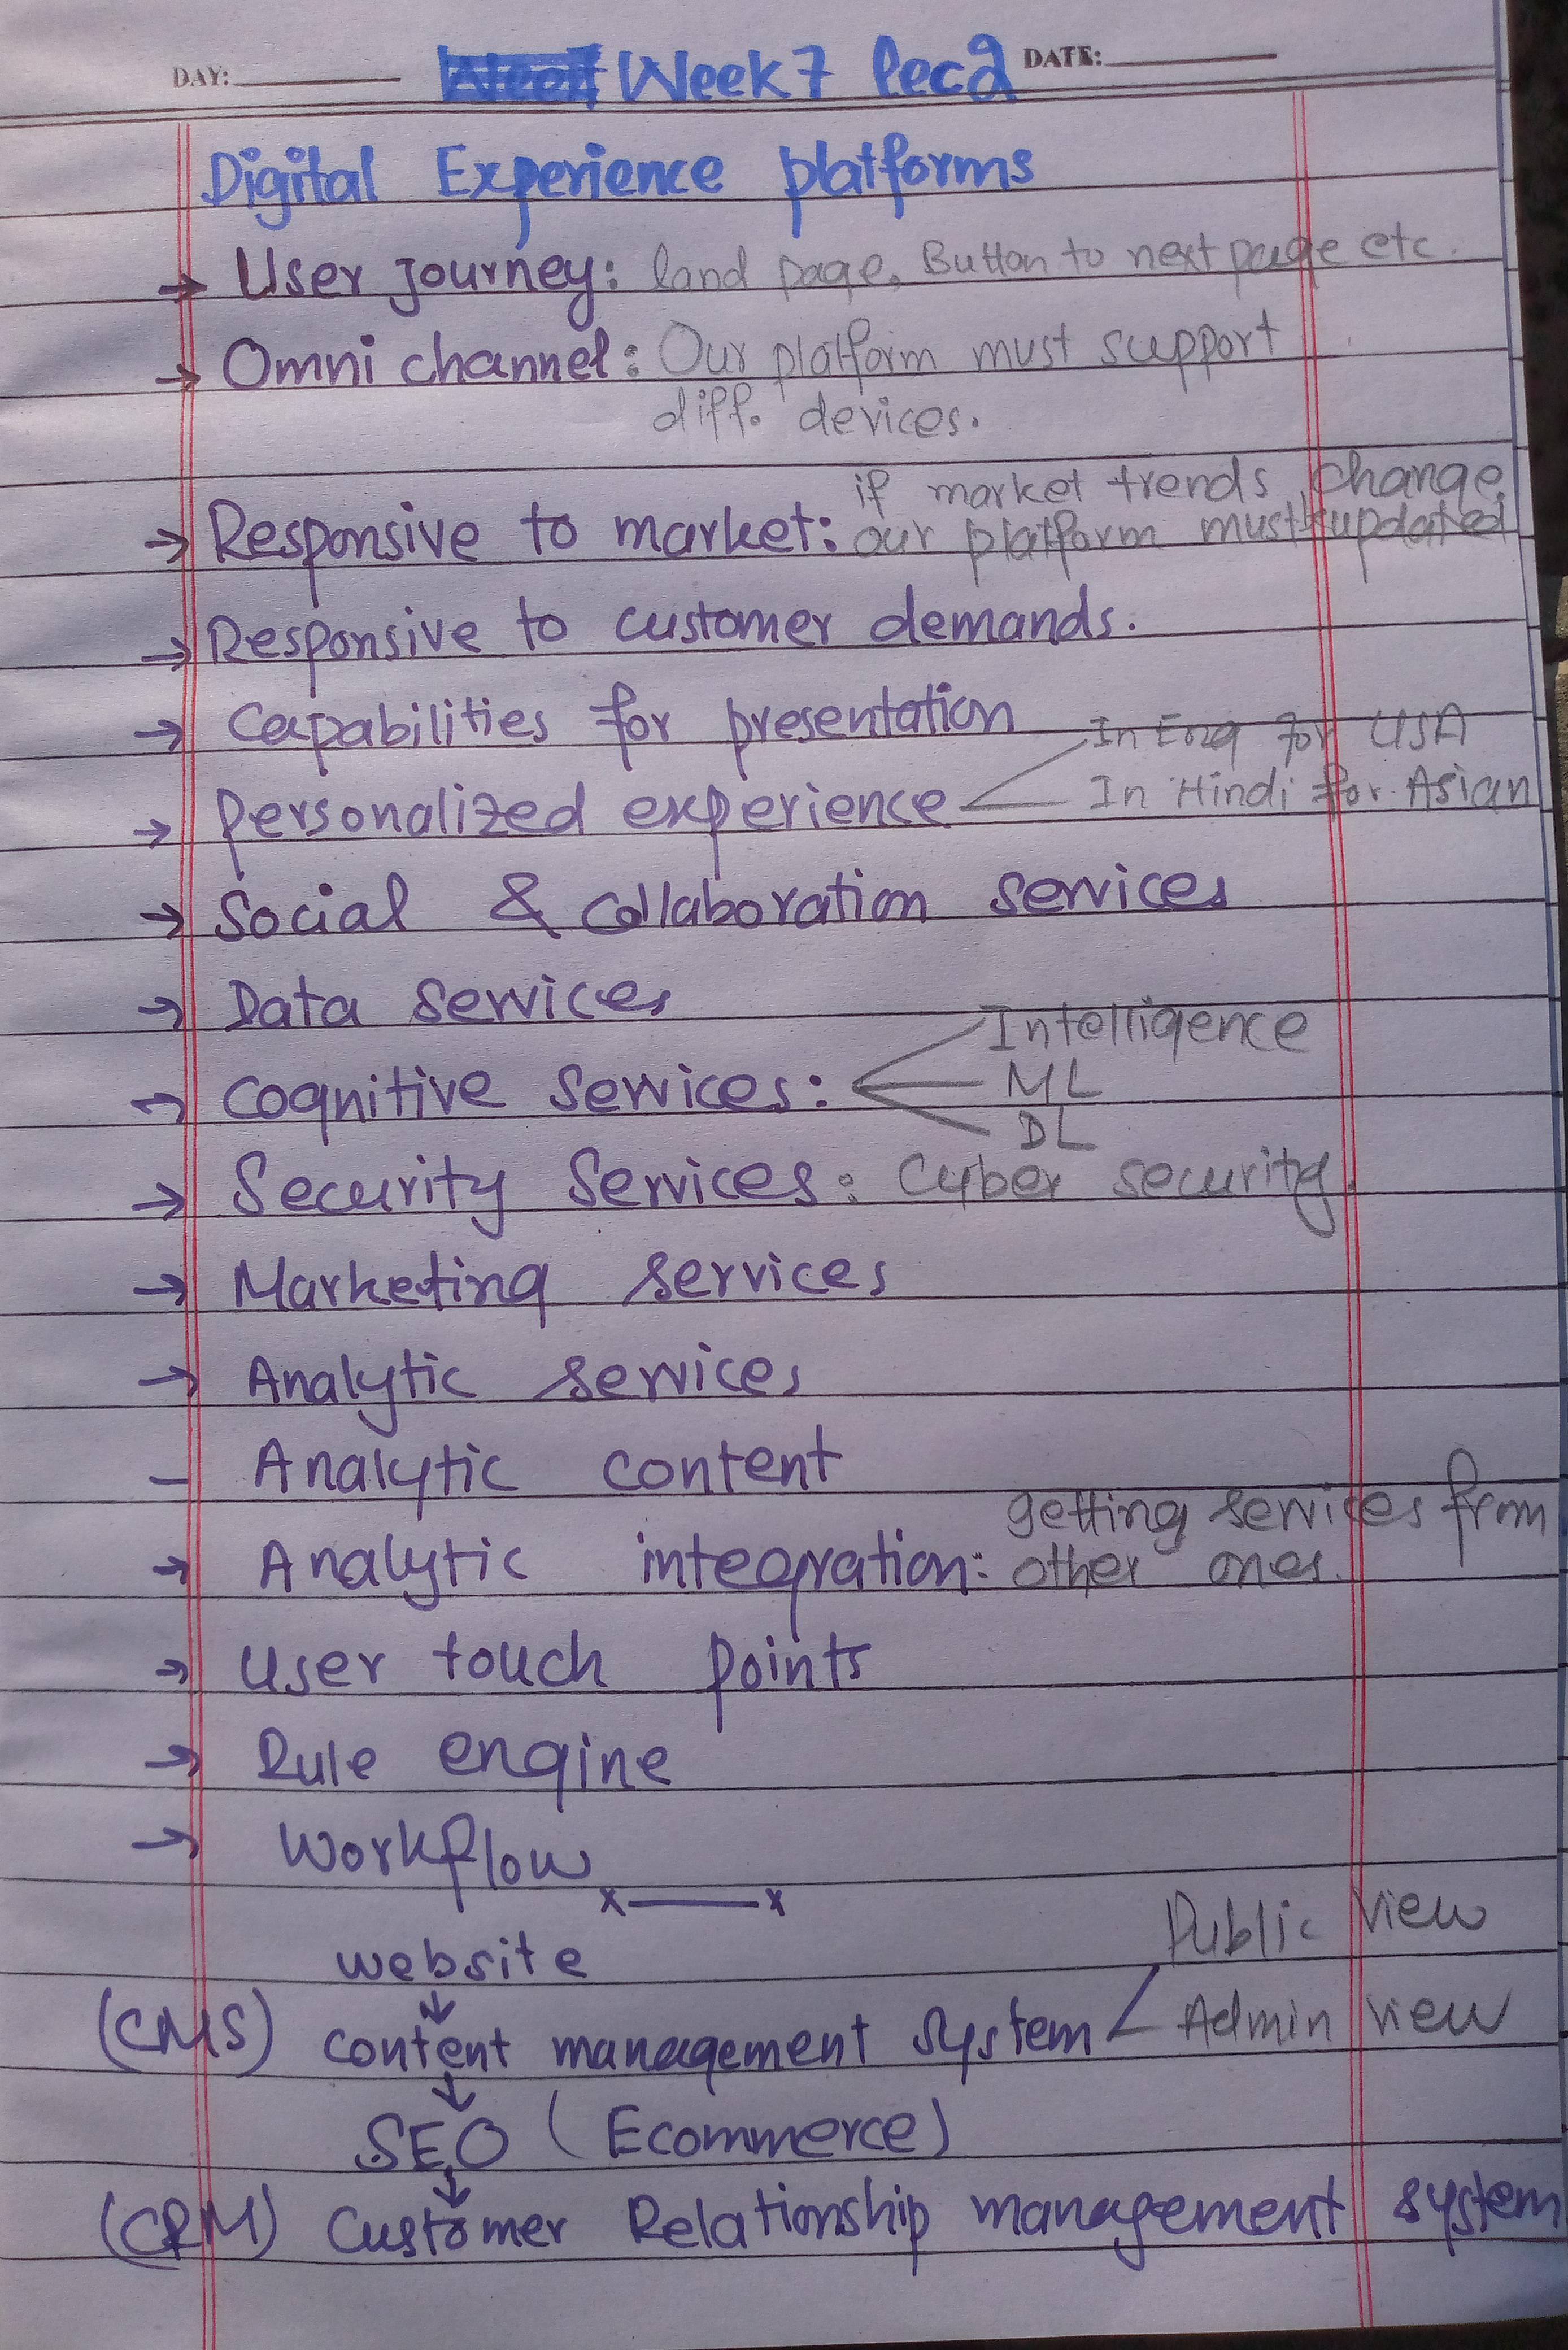 DAY: DATE:
Week 7 lec2
Digital Experience platforms
→ User journey: land page, Button to next page etc.
→ Omni channel: Our platform must support
diff. devices.
if market trends change,
→ Responsive to market: our platform must updated
→ Responsive to customer demands.
→ Capabilities for presentation
In Eng for USA
→ Personalized experience In Hindi for Asian
→ Social & Collaboration services
→ Data services
Intelligence
→ Cognitive Services: ML
DL
→ Security Services: Cyber security.
→ Marketing services
→ Analytic services
– Analytic content
getting services from
→ Analytic integration: other ones.
→ User touch points
→ Rule engine
→ Workflow
x——x
Public view
website
↓
(CMS) content management system Admin view
↓
SEO (Ecommerce)
↓
(CRM) Customer Relationship management system